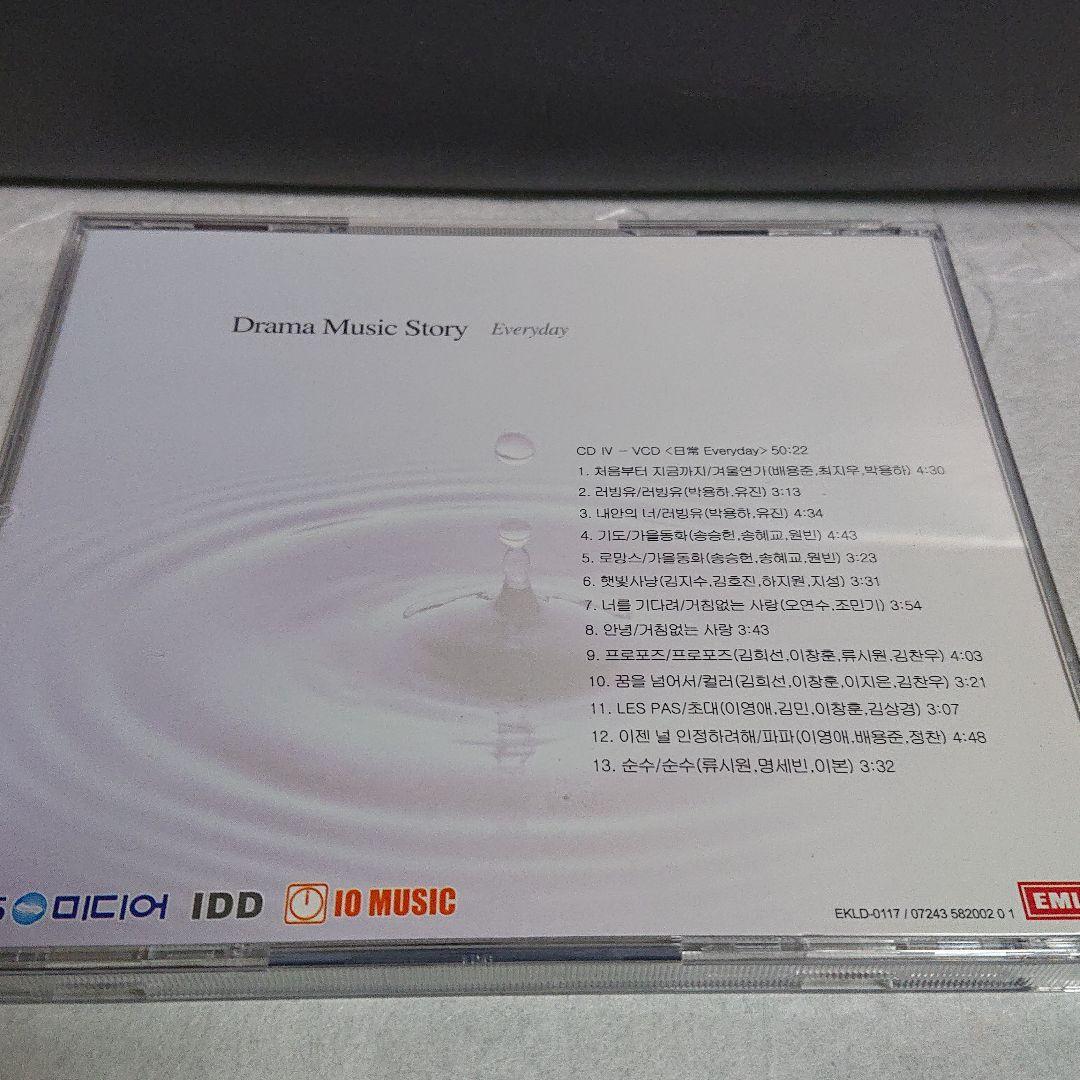 Drama Music Story Everyday
CD IV - VCD <日常 Everyday> 50:22
1. 처음부터 지금까지/겨울연가(배용준,최지우,박용하) 4:30
2. 러빙유/러빙유(박용하,유진) 3:13
3. 내안의 너/러빙유(박용하,유진) 4:34
4. 기도/가을동화(송승헌,송혜교,원빈) 4:43
5. 로망스/가을동화(송승헌,송혜교,원빈) 3:23
6. 햇빛사냥(김지수,김호진,하지원,지성) 3:31
7. 너를 기다려/거침없는 사랑(오연수,조민기) 3:54
8. 안녕/거침없는 사랑 3:43
9. 프로포즈/프로포즈(김희선,이창훈,류시원,김찬우) 4:03
10. 꿈을 넘어서/컬러(김희선,이창훈,이지은,김찬우) 3:21
11. LES PAS/초대(이영애,김민,이창훈,김상경) 3:07
12. 이젠 널 인정하려해/파파(이영애,배용준,정찬) 4:48
13. 순수/순수(류시원,명세빈,이본) 3:32
미디어 IDD IO MUSIC
EKLD-0117 / 07243 582002 0 1
EMI